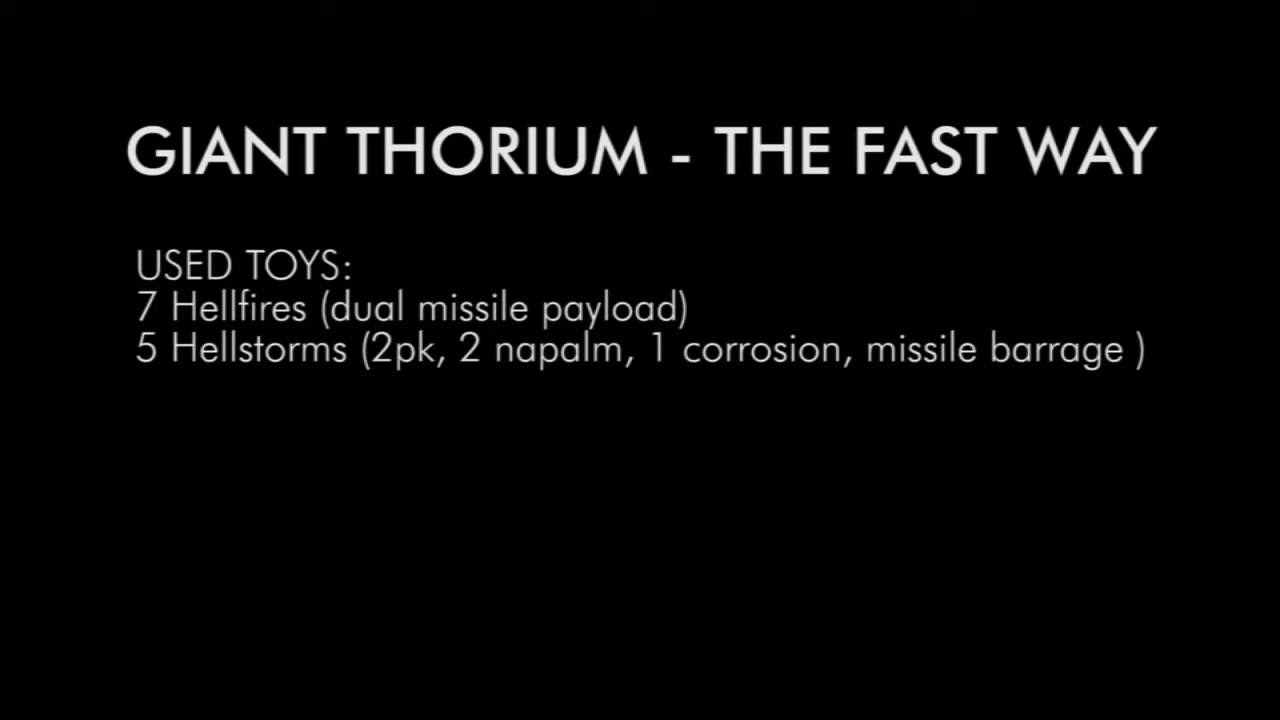 GIANT THORIUM - THE FAST WAY
USED TOYS:
7 Hellfires (dual missile payload)
5 Hellstorms (2pk, 2 napalm, 1 corrosion, missile barrage )